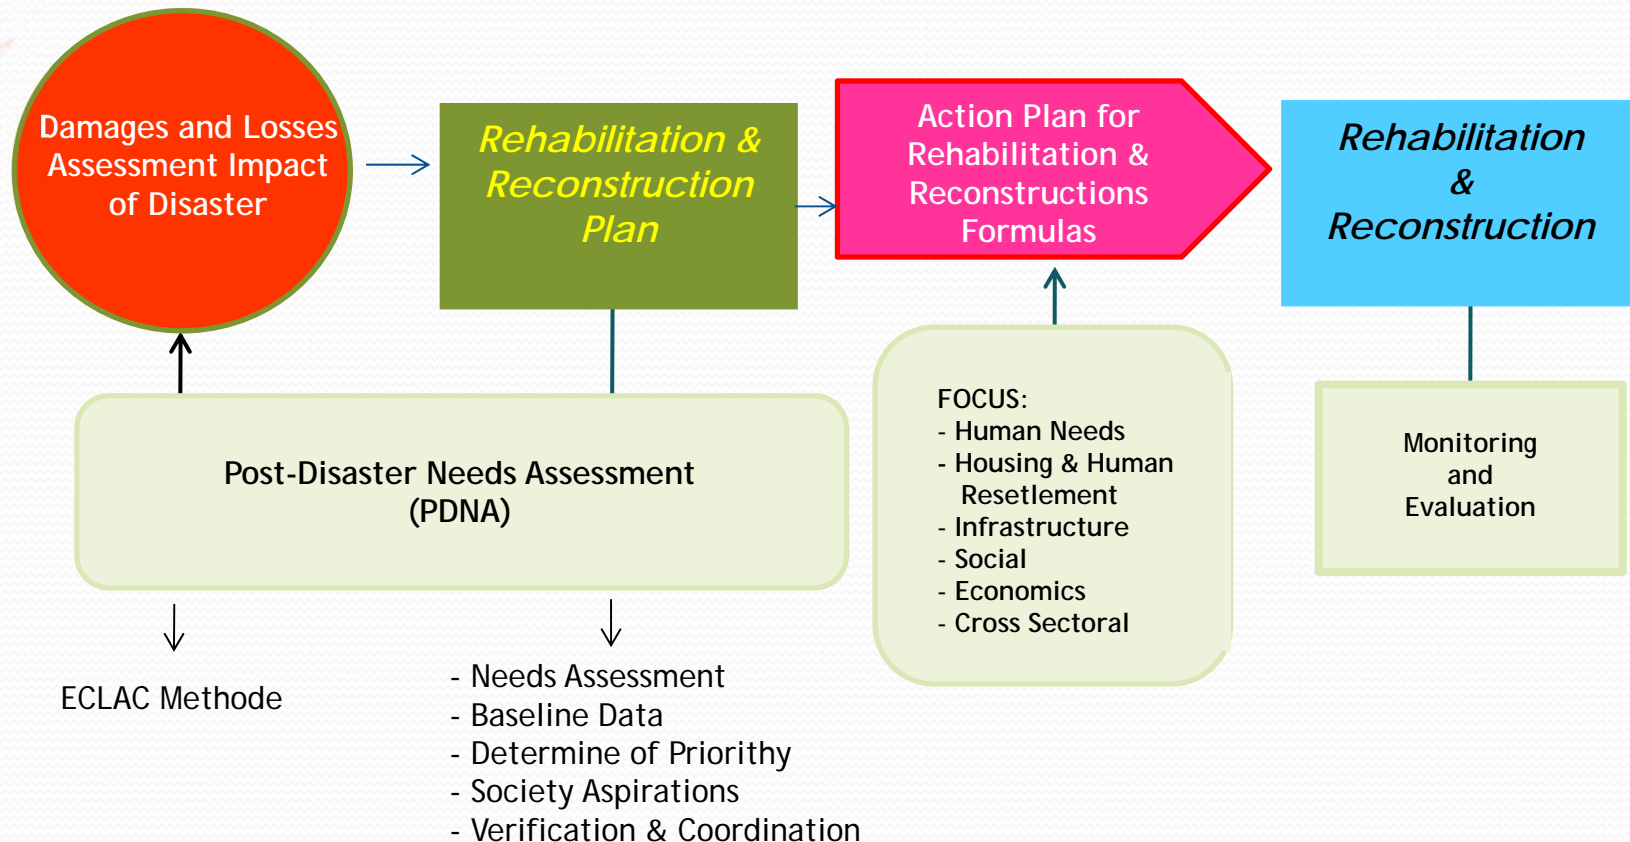 Damages and Losses
Assessment Impact
of Disaster
Rehabilitation &
Reconstruction
Plan
Action Plan for
Rehabilitation &
Reconstructions
Formulas
Rehabilitation
&
Reconstruction
Post-Disaster Needs Assessment
(PDNA)
FOCUS:
- Human Needs
- Housing & Human
Resetlement
- Infrastructure
- Social
- Economics
- Cross Sectoral
Monitoring
and
Evaluation
ECLAC Methode
- Needs Assessment
- Baseline Data
- Determine of Priorithy
- Society Aspirations
- Verification & Coordination